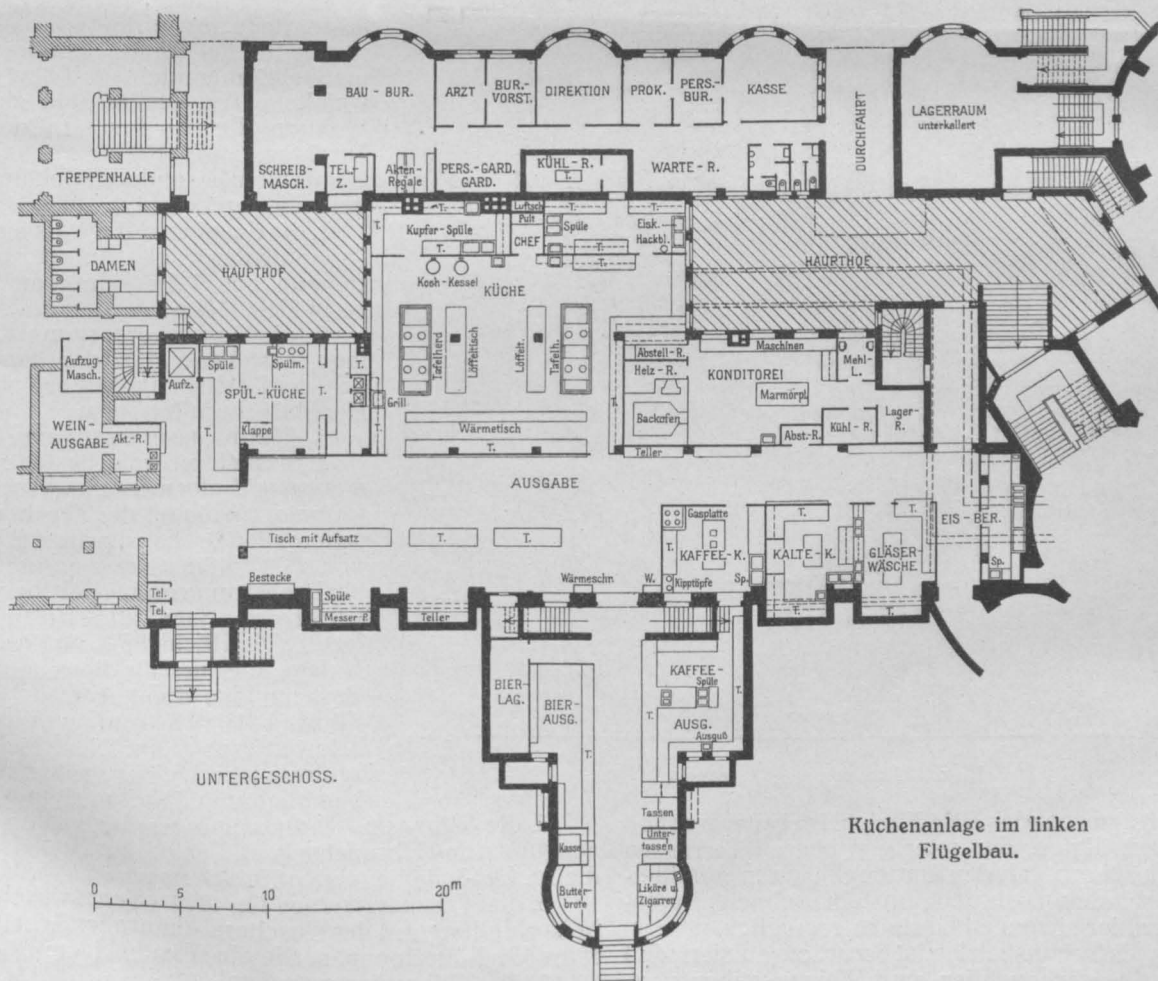 BAU - BUR.
ARZT
BUR.-
VORST.
DIREKTION
PROK.
PERS.-
BUR.
KASSE
DURCHFAHRT
LAGERRAUM
unterkellert
TREPPENHALLE
SCHREIB-
MASCH.
TEL.-
Z.
Akten-
Regale
PERS.-GARD.
GARD.
KÜHL - R.
T.
WARTE - R.
DAMEN
HAUPTHOF
T.
T.
Kupfer-Spüle
T.
Luftsch.
Pult
CHEF
T.
Spüle
T.
T.
Eisk.
Hackbl.
HAUPTHOF
Koch-Kessel
KÜCHE
Tafelherd
Löffeltisch
Löffelt.
Tafelh.
Grill
Wärmetisch
T.
T.
Aufzug-
Masch.
WEIN-
AUSGABE
Akt.-R.
Aufz.
Spüle
Spülm.
SPÜL-KÜCHE
Klappe
T.
T.
T.
Abstell-R.
Heiz-R.
Backofen
Teller
KONDITOREI
Maschinen
Marmorpl.
Mehl-
L.
Abst.-R.
Kühl - R.
Lager-
R.
AUSGABE
Tisch mit Aufsatz
T.
T.
Gasplatte
T.
KAFFEE-K.
T.
Kipptöpfe
Sp.
T.
KALTE-K.
T.
T.
GLÄSER-
WÄSCHE
T.
EIS - BER.
Sp.
Tel.
Tel.
Bestecke
Spüle
Messer-P.
Teller
Wärmeschr.
W.
BIER-
LAG.
BIER-
AUSG.
T.
T.
KAFFEE-
Spüle
AUSG.
Ausguß
T.
UNTERGESCHOSS.
Tassen
Unter-
tassen
Kasse
Butter-
brote
Liköre u.
Zigarren
Küchenanlage im linken
Flügelbau.
0 5 10 20 m